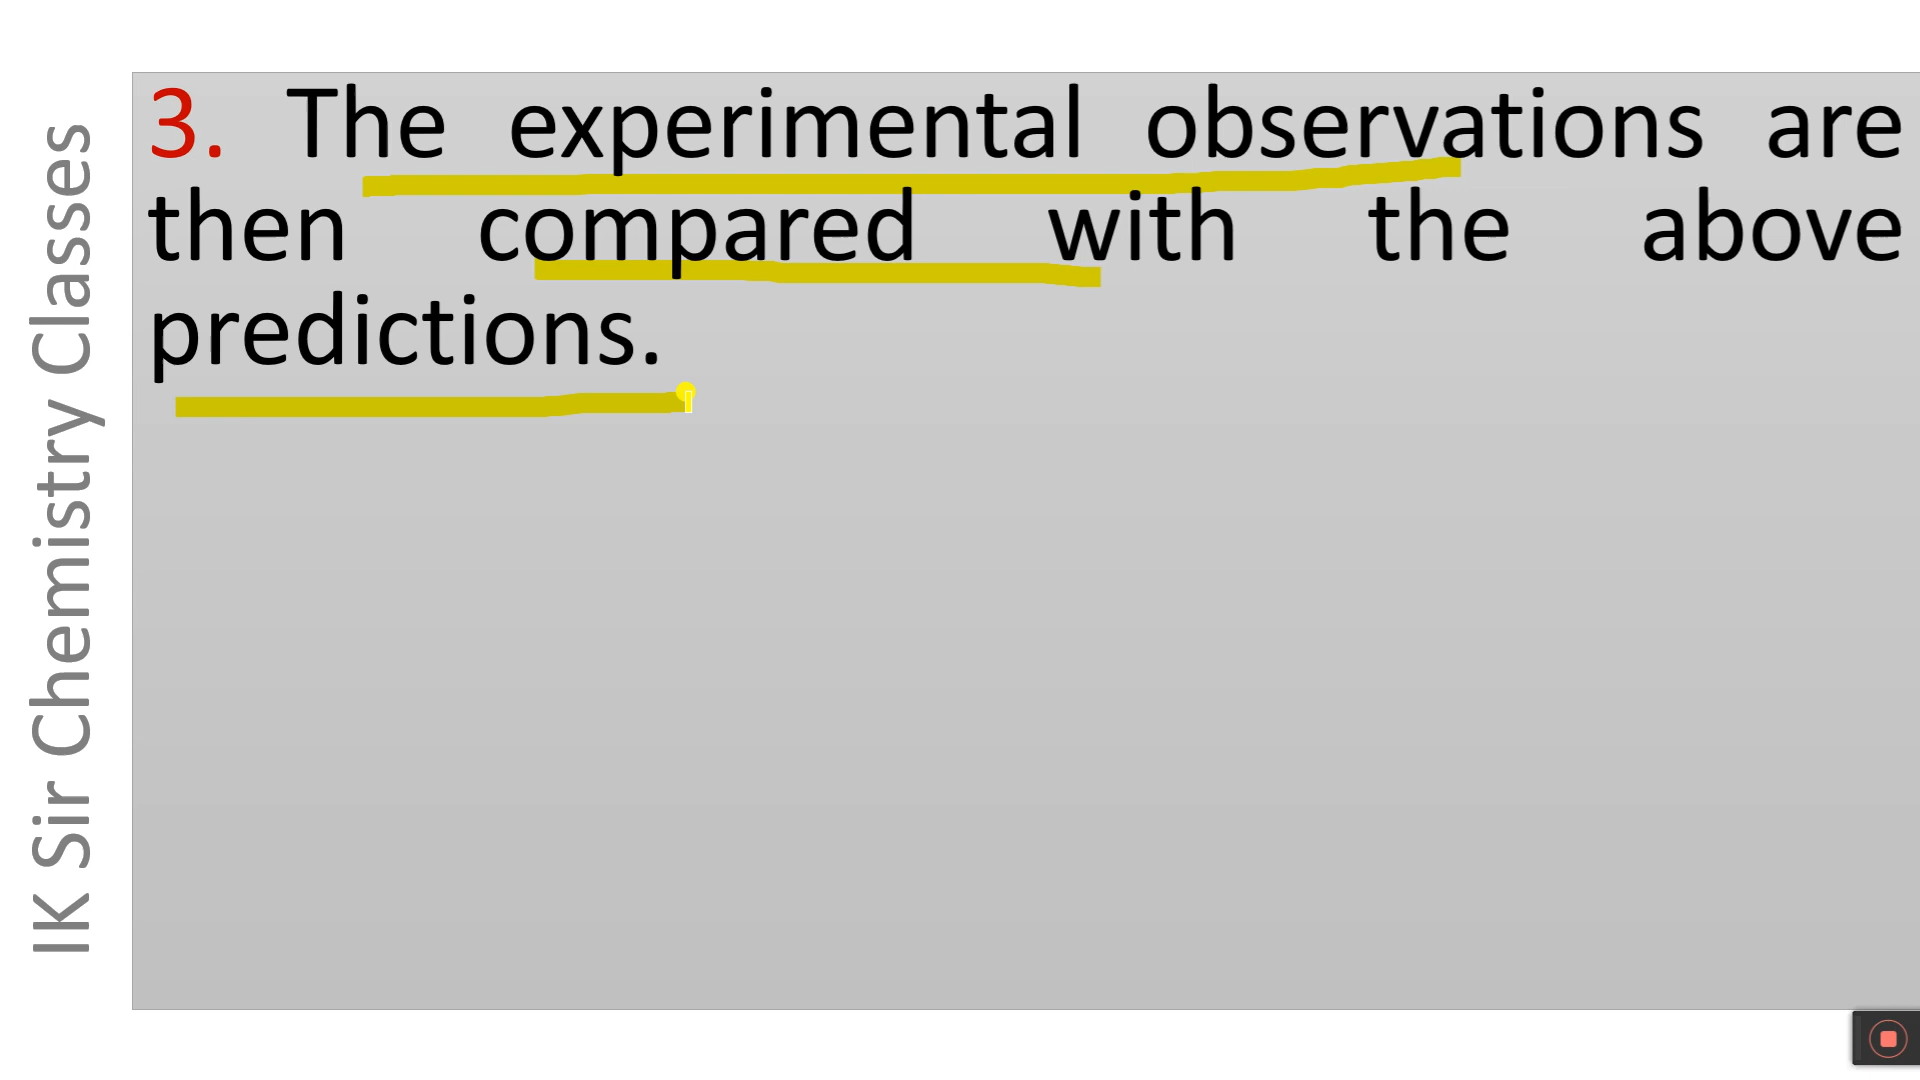 IK Sir Chemistry Classes
3. The experimental observations are
then compared with the above
predictions.